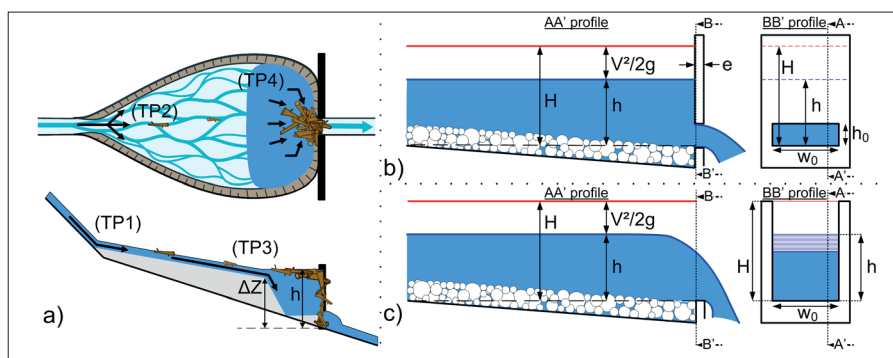 (TP4)
(TP2)
(TP1)
(TP3)
ΔZ
h
a)
AA' profile
B
BB' profile
A
V²/2g
e
H
h
H
h
h₀
w₀
b)
B'
A'
AA' profile
B
BB' profile
A
V²/2g
H
h
H
h
w₀
c)
B'
A'